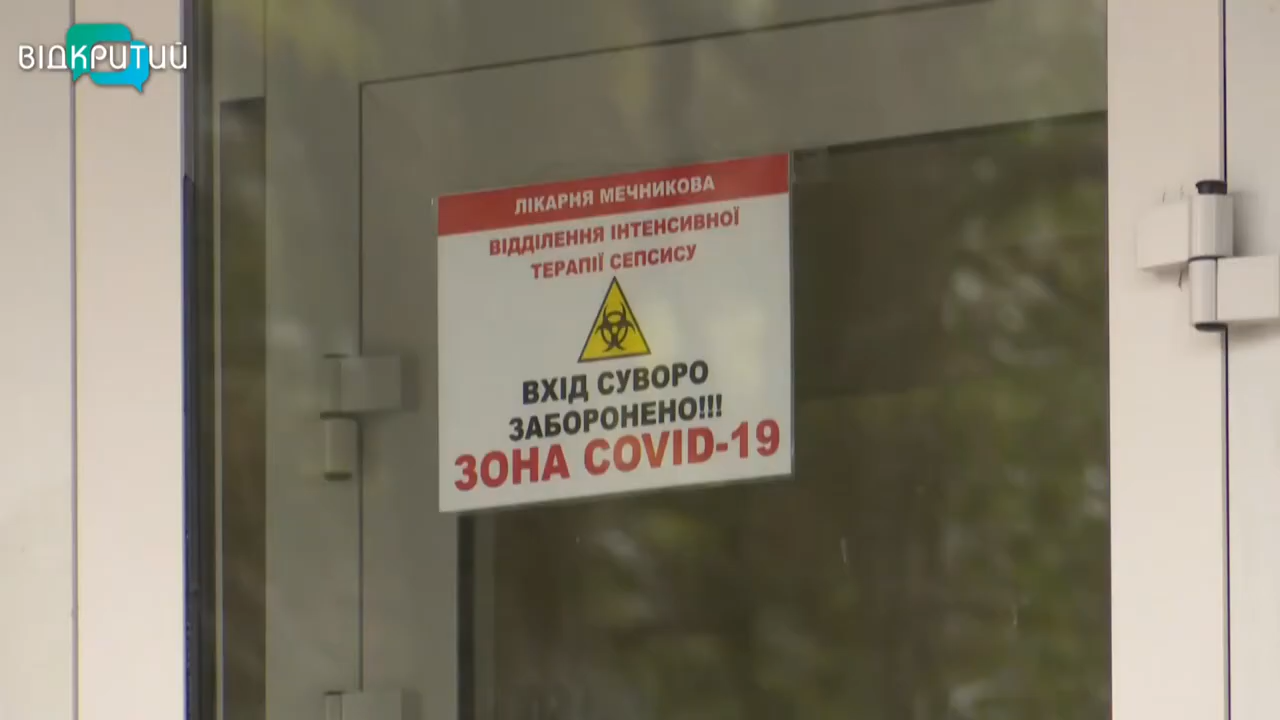 ВІДКРИТИЙ
ЛІКАРНЯ МЕЧНИКОВА
ВІДДІЛЕННЯ ІНТЕНСИВНОЇ
ТЕРАПІЇ СЕПСИСУ
ВХІД СУВОРО
ЗАБОРОНЕНО!!!
ЗОНА COVID-19